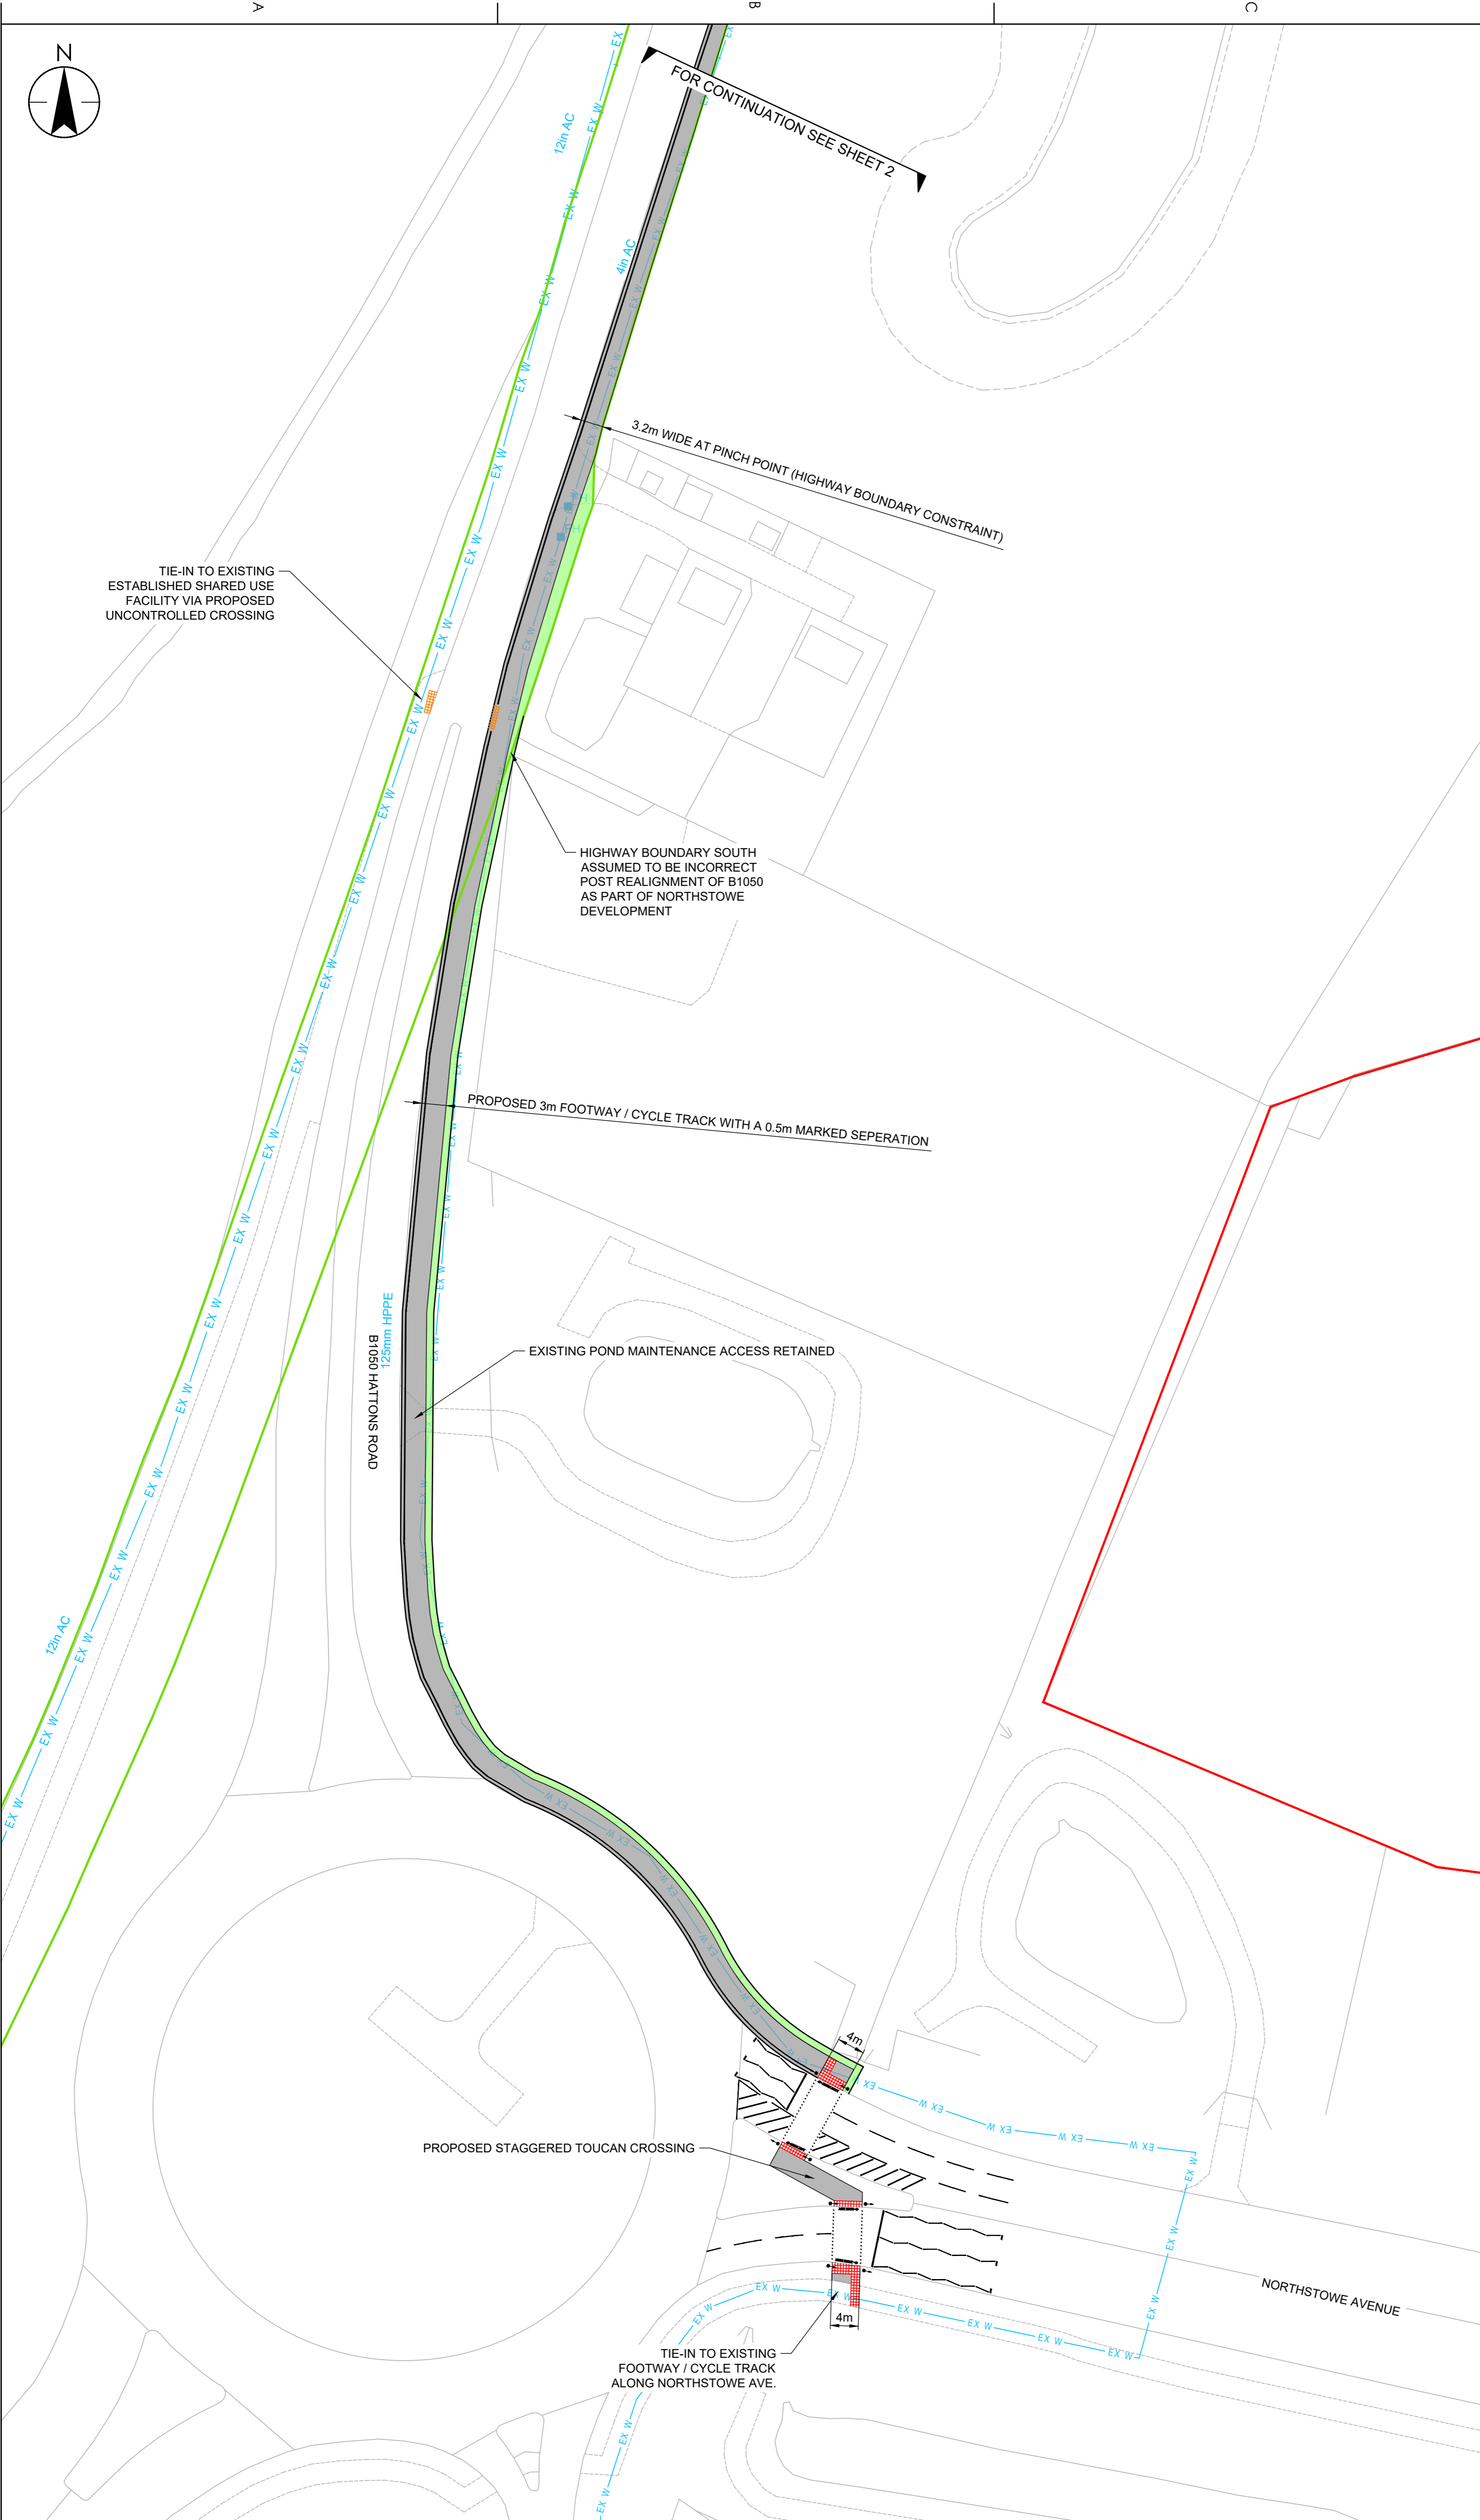 A
B
C
N
FOR CONTINUATION SEE SHEET 2
12in AC
4in AC
3.2m WIDE AT PINCH POINT (HIGHWAY BOUNDARY CONSTRAINT)
TIE-IN TO EXISTING
ESTABLISHED SHARED USE
FACILITY VIA PROPOSED
UNCONTROLLED CROSSING
HIGHWAY BOUNDARY SOUTH
ASSUMED TO BE INCORRECT
POST REALIGNMENT OF B1050
AS PART OF NORTHSTOWE
DEVELOPMENT
PROPOSED 3m FOOTWAY / CYCLE TRACK WITH A 0.5m MARKED SEPERATION
125mm HPPE
B1050 HATTONS ROAD
EXISTING POND MAINTENANCE ACCESS RETAINED
12in AC
EX W
4m
PROPOSED STAGGERED TOUCAN CROSSING
NORTHSTOWE AVENUE
4m
TIE-IN TO EXISTING
FOOTWAY / CYCLE TRACK
ALONG NORTHSTOWE AVE.